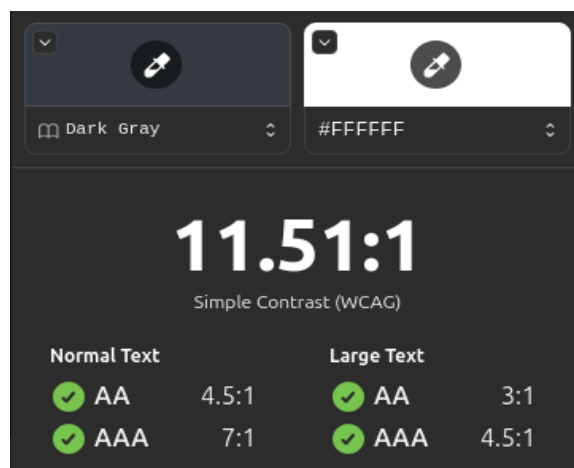 Dark Gray
#FFFFFF
11.51:1
Simple Contrast (WCAG)
Normal Text
AA 4.5:1
AAA 7:1
Large Text
AA 3:1
AAA 4.5:1